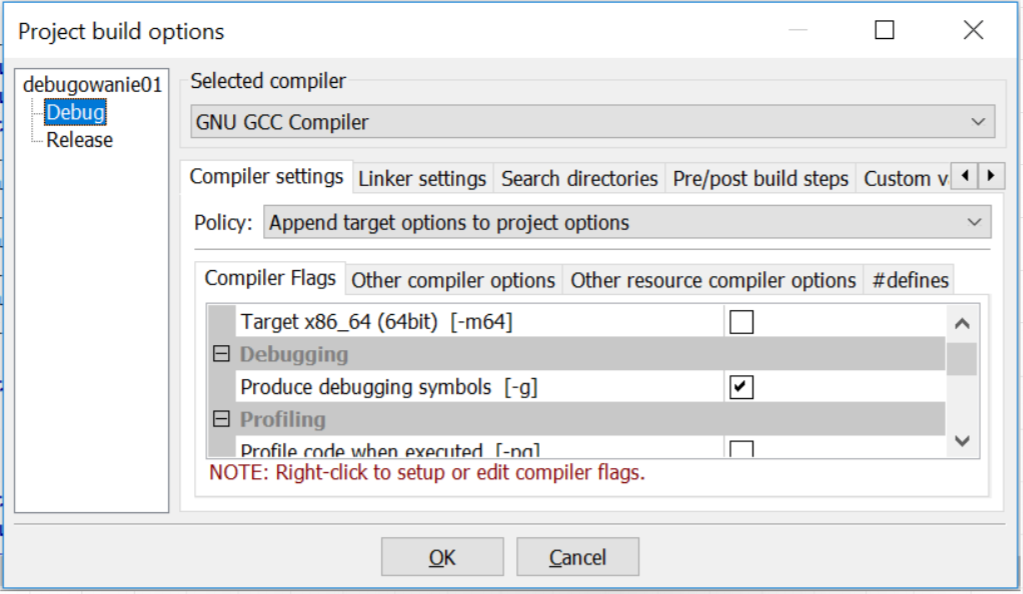 Project build options
debugowanie01
Debug
Release
Selected compiler
GNU GCC Compiler
Compiler settings Linker settings Search directories Pre/post build steps Custom v
Policy: Append target options to project options
Compiler Flags Other compiler options Other resource compiler options #defines
Target x86_64 (64bit) [-m64]
Debugging
Produce debugging symbols [-g]
Profiling
Profile code when executed [-pg]
NOTE: Right-click to setup or edit compiler flags.
OK Cancel